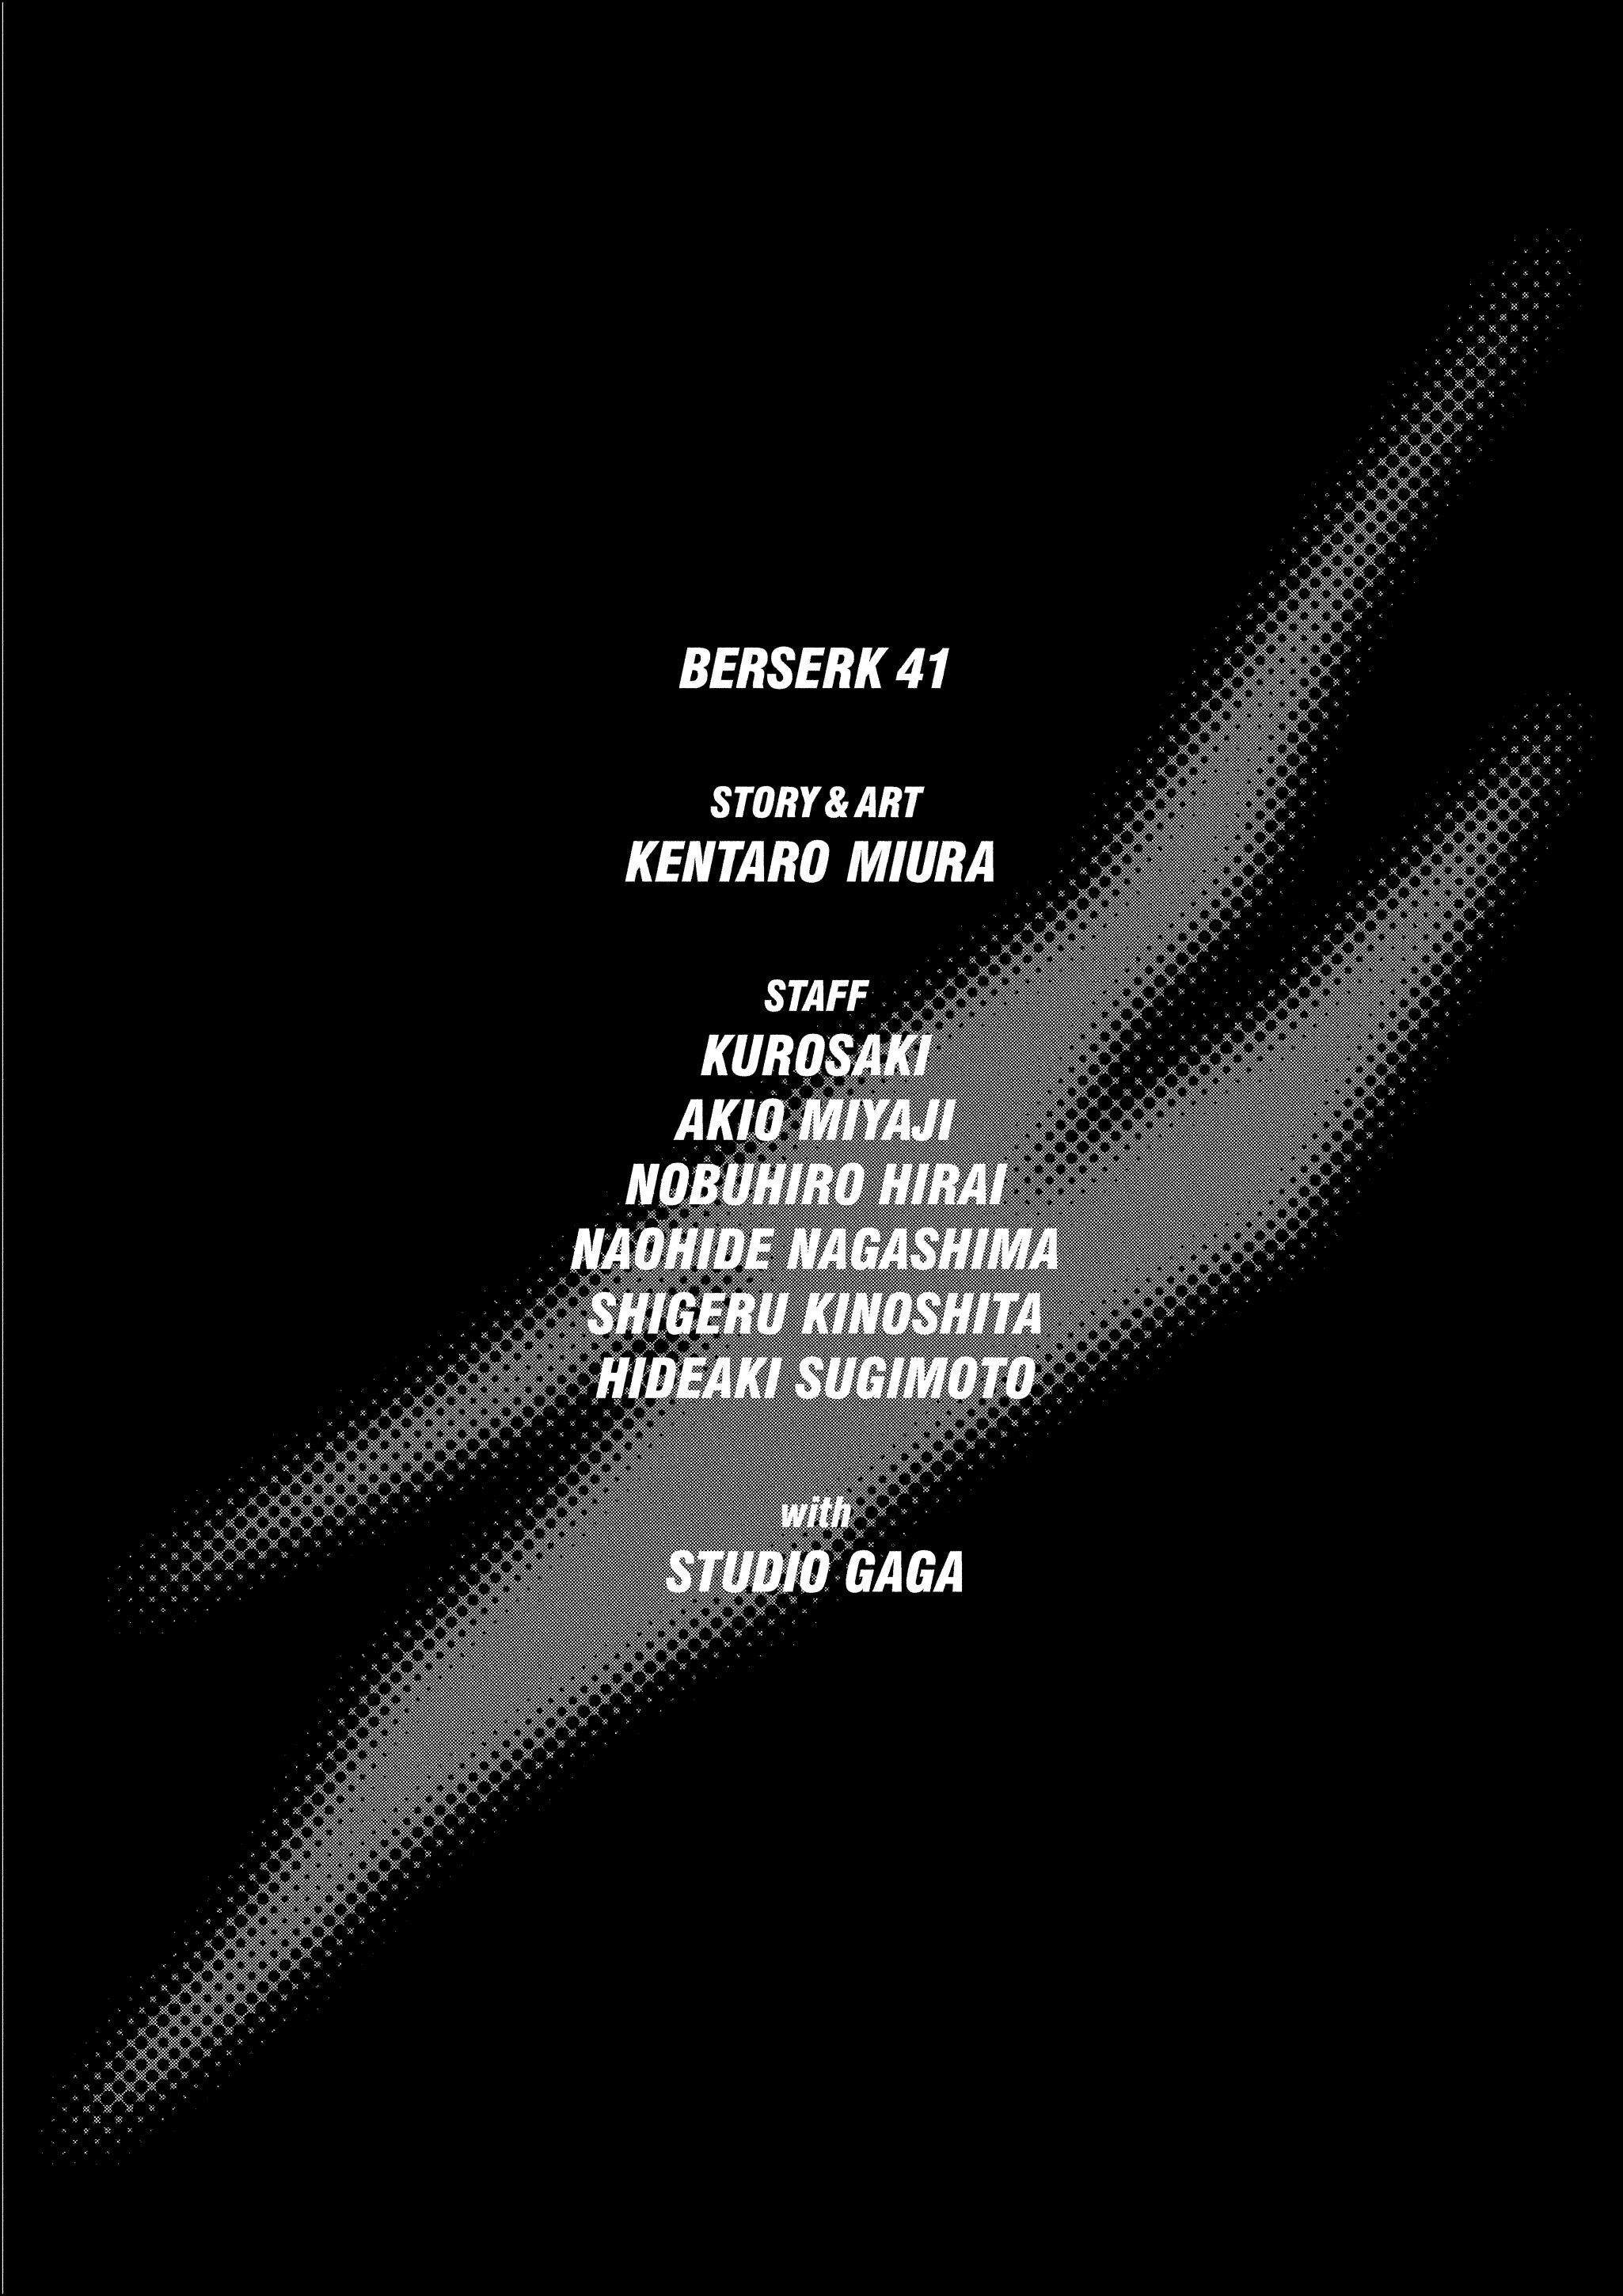 BERSERK 41
STORY & ART
KENTARO MIURA
STAFF
KUROSAKI
AKIO MIYAJI
NOBUHIRO HIRAI
NAOHIDE NAGASHIMA
SHIGERU KINOSHITA
HIDEAKI SUGIMOTO
with
STUDIO GAGA